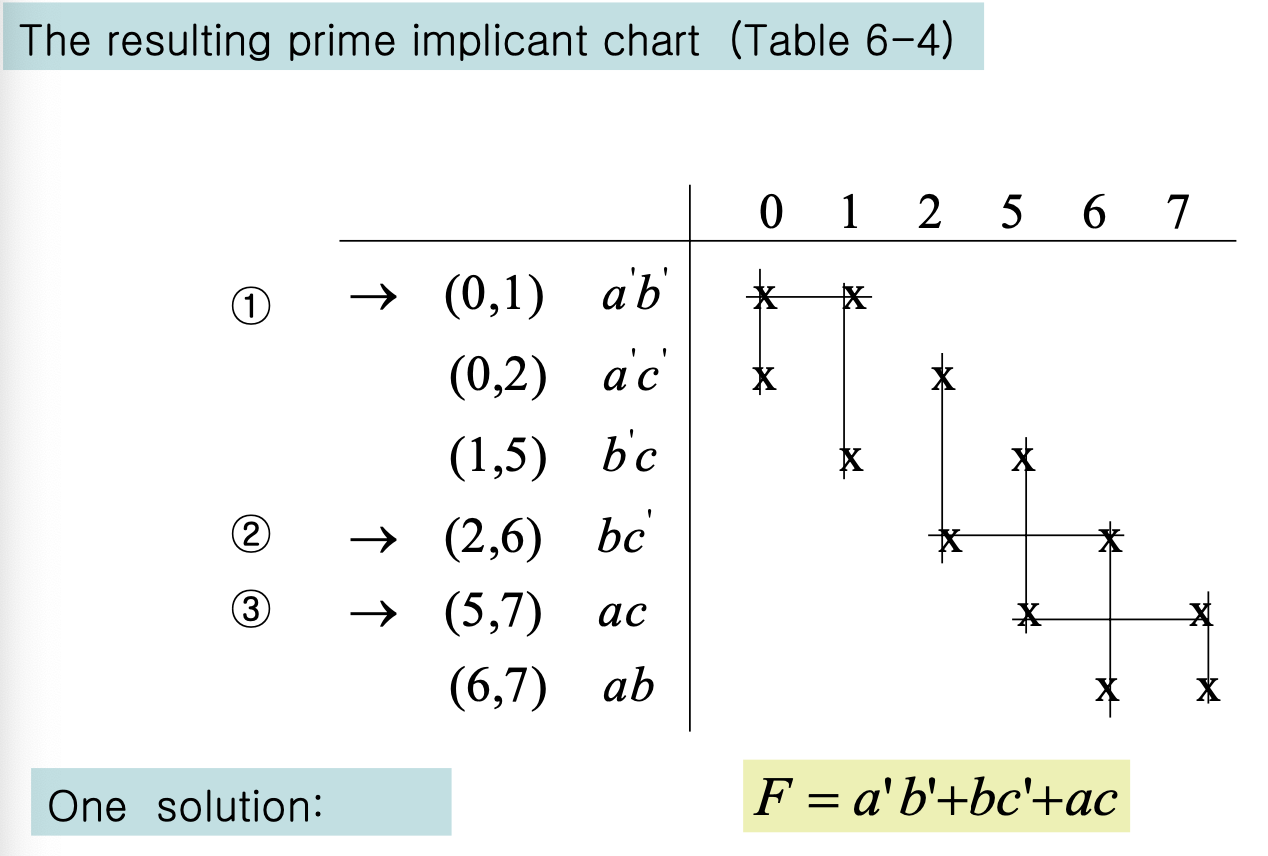 The resulting prime implicant chart (Table 6-4)
0 1 2 5 6 7
① → (0,1) a'b' x x
(0,2) a'c' x x
(1,5) b'c x x
② → (2,6) bc' x x
③ → (5,7) ac x x
(6,7) ab x x
One solution: F = a'b'+bc'+ac